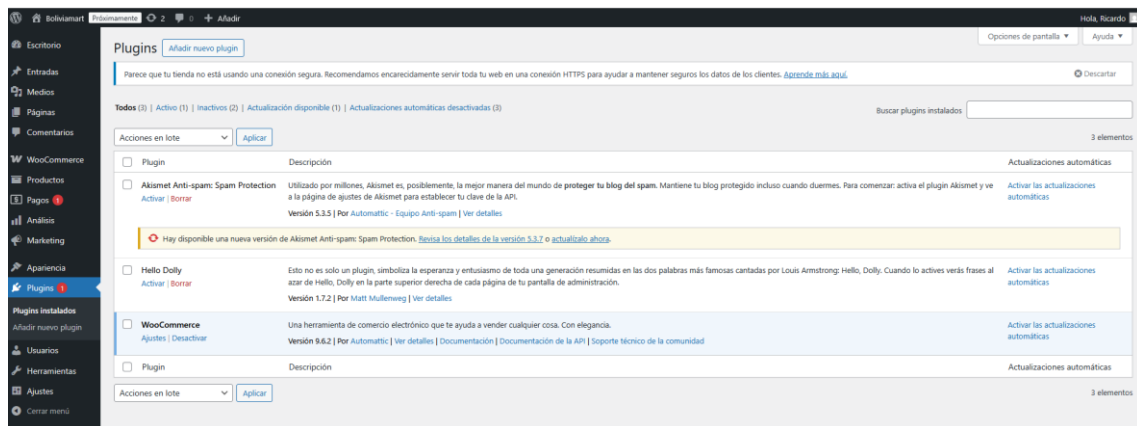 Boliviamart Próximamente 2 0 + Añadir Hola, Ricardo
Opciones de pantalla ▼ Ayuda ▼
Escritorio
Entradas
Medios
Páginas
Comentarios
WooCommerce
Productos
Pagos 1
Análisis
Marketing
Apariencia
Plugins 1
Plugins instalados
Añadir nuevo plugin
Usuarios
Herramientas
Ajustes
Cerrar menú
Plugins Añadir nuevo plugin
Parece que tu tienda no está usando una conexión segura. Recomendamos encarecidamente servir toda tu web en una conexión HTTPS para ayudar a mantener seguros los datos de los clientes. Aprende más aquí. Descartar
Todos (3) | Activo (1) | Inactivos (2) | Actualización disponible (1) | Actualizaciones automáticas desactivadas (3)
Buscar plugins instalados
Acciones en lote Aplicar 3 elementos
Plugin Descripción Actualizaciones automáticas
Akismet Anti-spam: Spam Protection
Activar | Borrar
Utilizado por millones, Akismet es, posiblemente, la mejor manera del mundo de proteger tu blog del spam. Mantiene tu blog protegido incluso cuando duermes. Para comenzar: activa el plugin Akismet y ve
a la página de ajustes de Akismet para establecer tu clave de la API.
Versión 5.3.5 | Por Automattic - Equipo Anti-spam | Ver detalles
Activar las actualizaciones
automáticas
Hay disponible una nueva versión de Akismet Anti-spam: Spam Protection. Revisa los detalles de la versión 5.3.7 o actualízalo ahora.
Hello Dolly
Activar | Borrar
Esto no es solo un plugin, simboliza la esperanza y entusiasmo de toda una generación resumidas en las dos palabras más famosas cantadas por Louis Armstrong: Hello, Dolly. Cuando lo actives verás frases al
azar de Hello, Dolly en la parte superior derecha de cada página de tu pantalla de administración.
Versión 1.7.2 | Por Matt Mullenweg | Ver detalles
Activar las actualizaciones
automáticas
WooCommerce
Ajustes | Desactivar
Una herramienta de comercio electrónico que te ayuda a vender cualquier cosa. Con elegancia.
Versión 9.6.2 | Por Automattic | Ver detalles | Documentación | Documentación de la API | Soporte técnico de la comunidad
Activar las actualizaciones
automáticas
Plugin Descripción Actualizaciones automáticas
Acciones en lote Aplicar 3 elementos